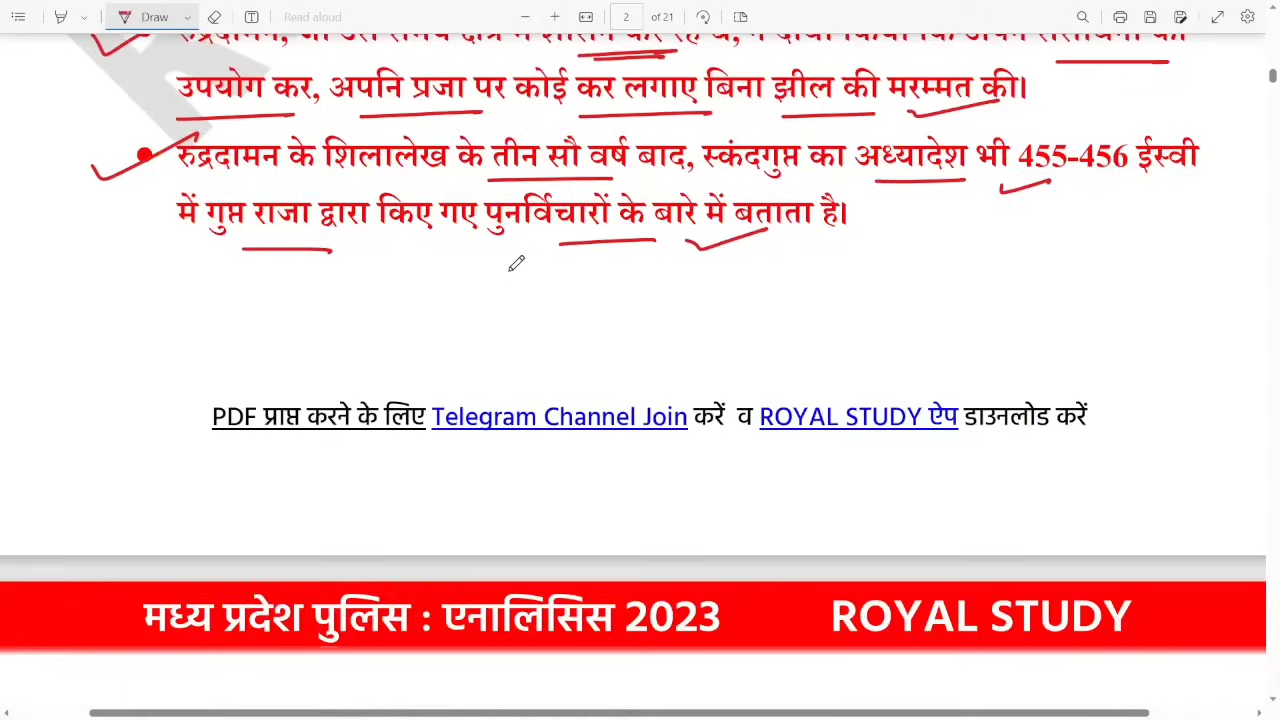 Draw
Read aloud
2
of 21
उपयोग कर, अपनि प्रजा पर कोई कर लगाए बिना झील की मरम्मत की।
रुद्रदामन के शिलालेख के तीन सौ वर्ष बाद, स्कंदगुप्त का अध्यादेश भी 455-456 ईस्वी
में गुप्त राजा द्वारा किए गए पुनर्विचारों के बारे में बताता है।
PDF प्राप्त करने के लिए Telegram Channel Join करें व ROYAL STUDY ऐप डाउनलोड करें
मध्य प्रदेश पुलिस : एनालिसिस 2023 ROYAL STUDY